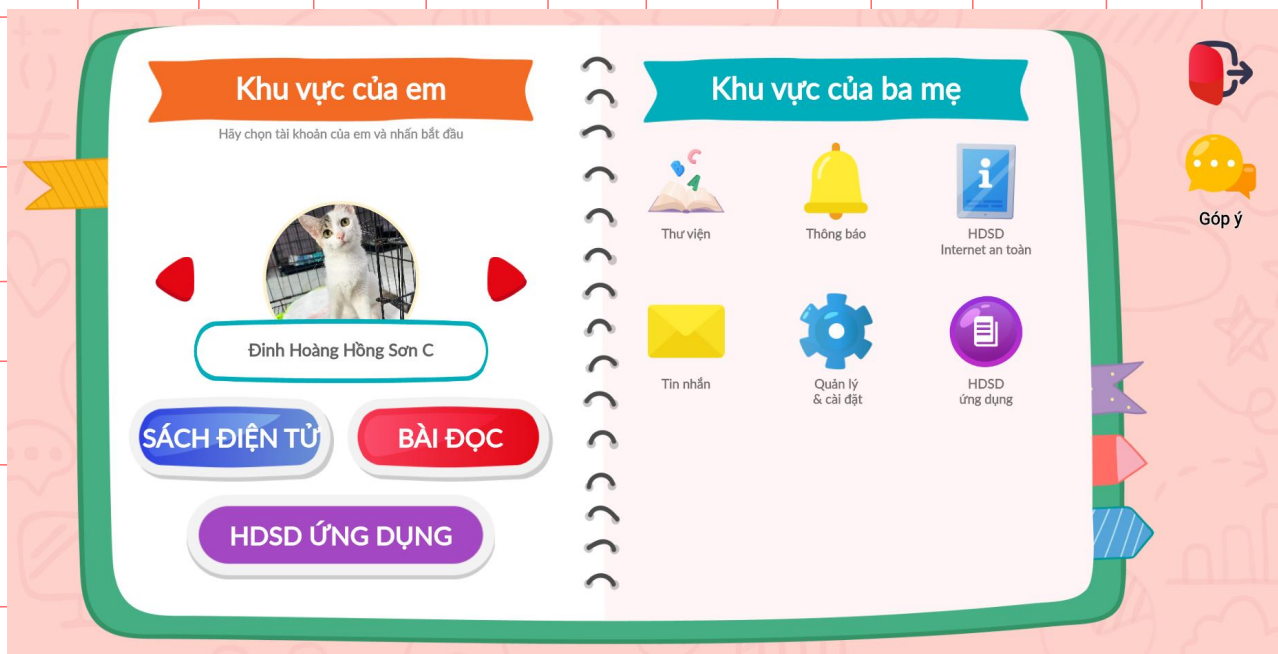 Khu vực của em
Hãy chọn tài khoản của em và nhấn bắt đầu
Đinh Hoàng Hồng Sơn C
SÁCH ĐIỆN TỬ
BÀI ĐỌC
HDSD ỨNG DỤNG
Khu vực của ba mẹ
B C A
Thư viện
Thông báo
i
HDSD
Internet an toàn
Tin nhắn
Quản lý
& cài đặt
HDSD
ứng dụng
Góp ý